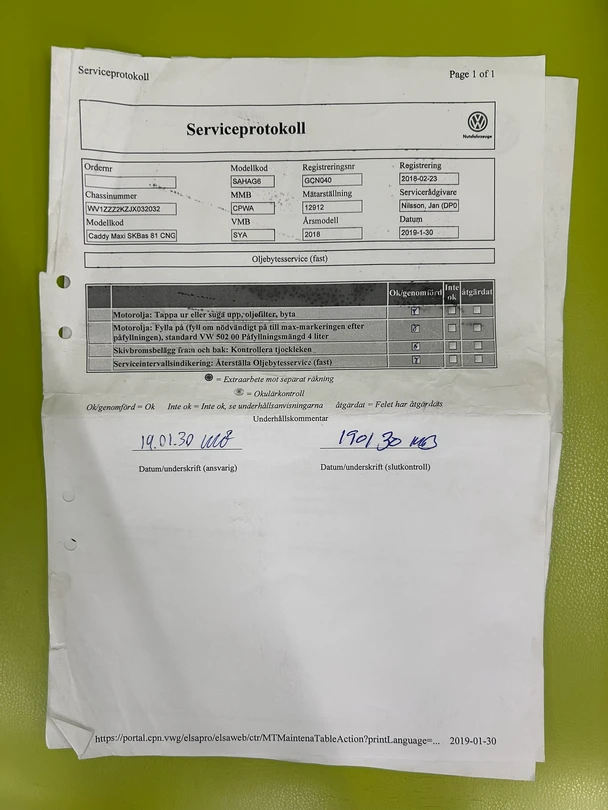 Serviceprotokoll
Page 1 of 1
Serviceprotokoll
Nutzfahrzeuge
Ordernr
Modellkod
SAHAG6
Registreringsnr
GCN040
Registrering
2018-02-23
Chassinummer
WV1ZZZ2KZJX032032
MMB
CPWA
Mätarställning
12912
Servicerådgivare
Nilsson, Jan (DP0
Modellkod
Caddy Maxi SKBas 81 CNG
VMB
SYA
Årsmodell
2018
Datum
2019-1-30
Oljebytesservice (fast)
Ok/genomförd
Inte ok
åtgärdat
Motorolja: Tappa ur eller suga upp, oljefilter, byta
Motorolja: Fylla på (fyll om nödvändigt på till max-markeringen efter
påfyllningen), standard VW 502 00 Påfyllningsmängd 4 liter
Skivbromsbelägg fram och bak: Kontrollera tjockleken
Serviceintervallsindikering: Återställa Oljebytesservice (fast)
= Extraarbete mot separat räkning
= Okulärkontroll
Ok/genomförd = Ok Inte ok = Inte ok, se underhållsanvisningarna åtgärdat = Felet har åtgärdats
Underhållskommentar
19.01.30
190130
Datum/underskrift (ansvarig)
Datum/underskrift (slutkontroll)
https://portal.cpn.vwg/elsapro/elsaweb/ctr/MTMaintenaTableAction?printLanguage=... 2019-01-30